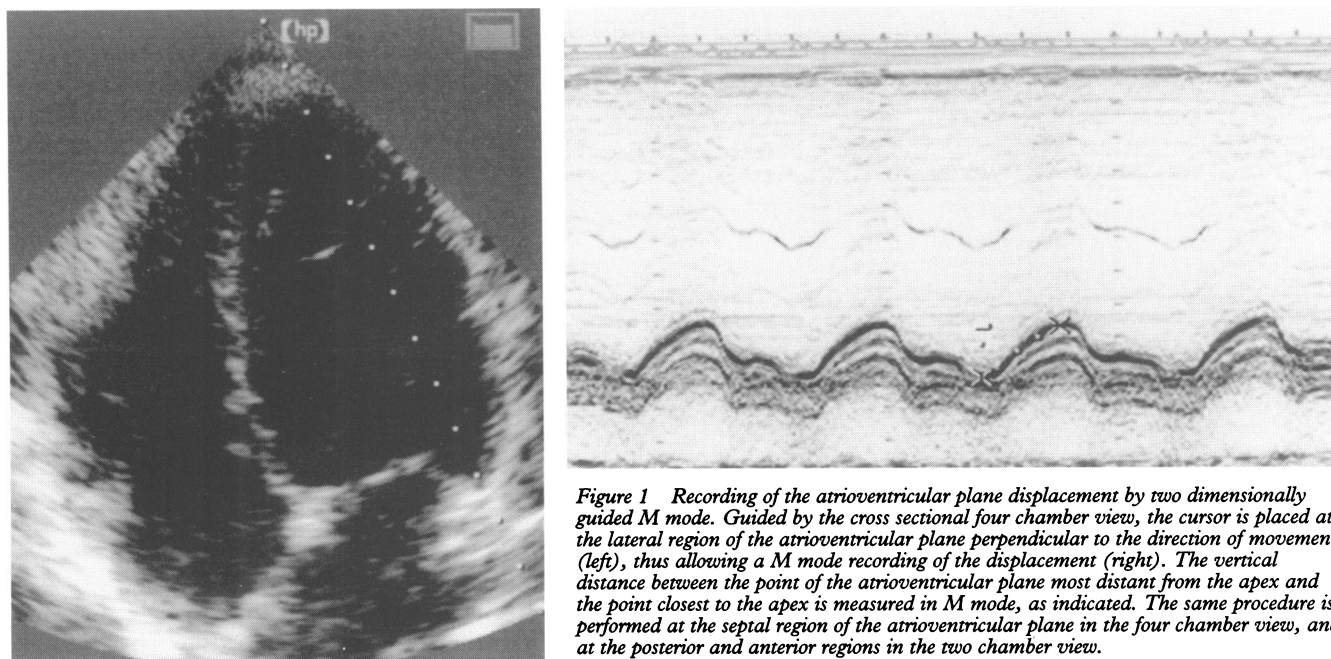 [hp]
Figure 1 Recording of the atrioventricular plane displacement by two dimensionally
guided M mode. Guided by the cross sectional four chamber view, the cursor is placed at
the lateral region of the atrioventricular plane perpendicular to the direction of movemen
(left), thus allowing a M mode recording of the displacement (right). The vertical
distance between the point of the atrioventricular plane most distant from the apex and
the point closest to the apex is measured in M mode, as indicated. The same procedure is
performed at the septal region of the atrioventricular plane in the four chamber view, an
at the posterior and anterior regions in the two chamber view.